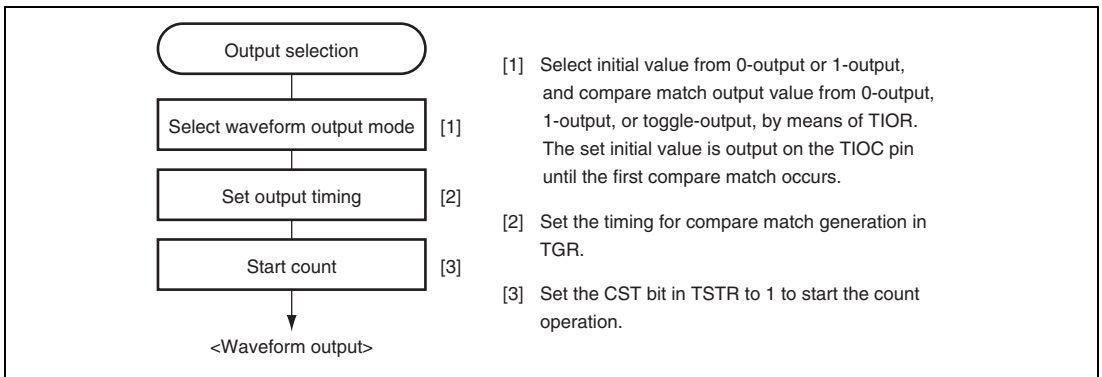 Output selection
Select waveform output mode [1]
Set output timing [2]
Start count [3]
<Waveform output>
[1] Select initial value from 0-output or 1-output,
and compare match output value from 0-output,
1-output, or toggle-output, by means of TIOR.
The set initial value is output on the TIOC pin
until the first compare match occurs.
[2] Set the timing for compare match generation in
TGR.
[3] Set the CST bit in TSTR to 1 to start the count
operation.